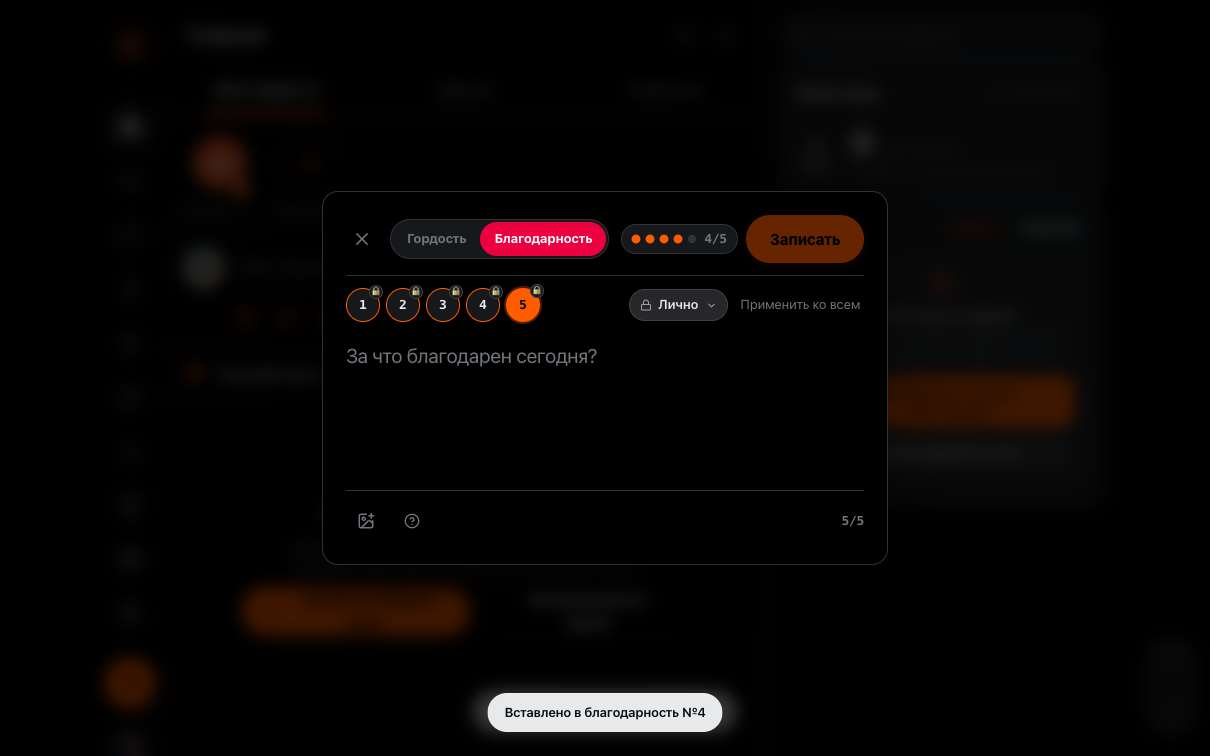 Гордость
Благодарность
4/5
Записать
1
2
3
4
5
Лично
Применить ко всем
За что благодарен сегодня?
5/5
Вставлено в благодарность №4